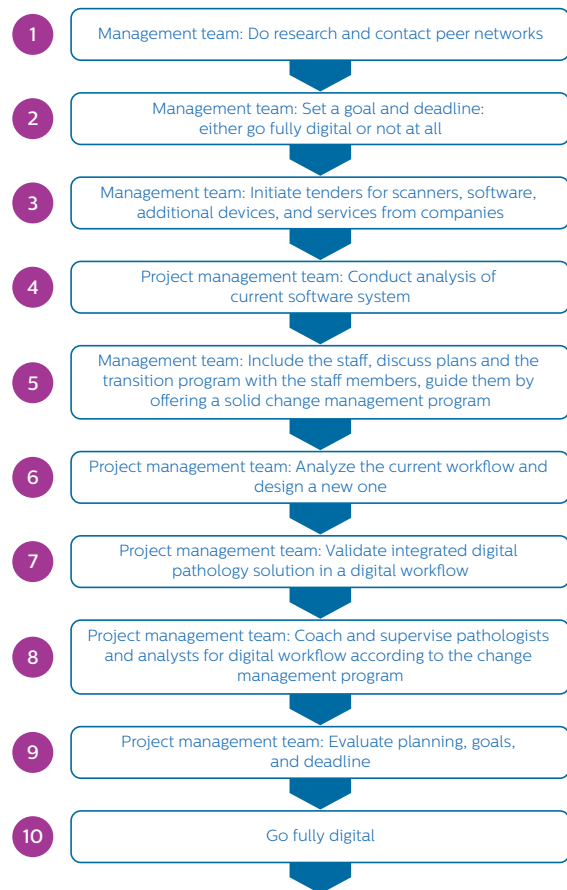 1
Management team: Do research and contact peer networks
2
Management team: Set a goal and deadline:
either go fully digital or not at all
3
Management team: Initiate tenders for scanners, software,
additional devices, and services from companies
4
Project management team: Conduct analysis of
current software system
5
Management team: Include the staff, discuss plans and the
transition program with the staff members, guide them by
offering a solid change management program
6
Project management team: Analyze the current workflow and
design a new one
7
Project management team: Validate integrated digital
pathology solution in a digital workflow
8
Project management team: Coach and supervise pathologists
and analysts for digital workflow according to the change
management program
9
Project management team: Evaluate planning, goals,
and deadline
10
Go fully digital